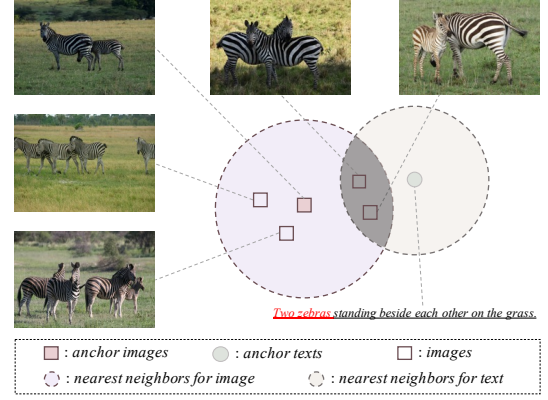 Two zebras standing beside each other on the grass.
: anchor images : anchor texts : images
: nearest neighbors for image : nearest neighbors for text